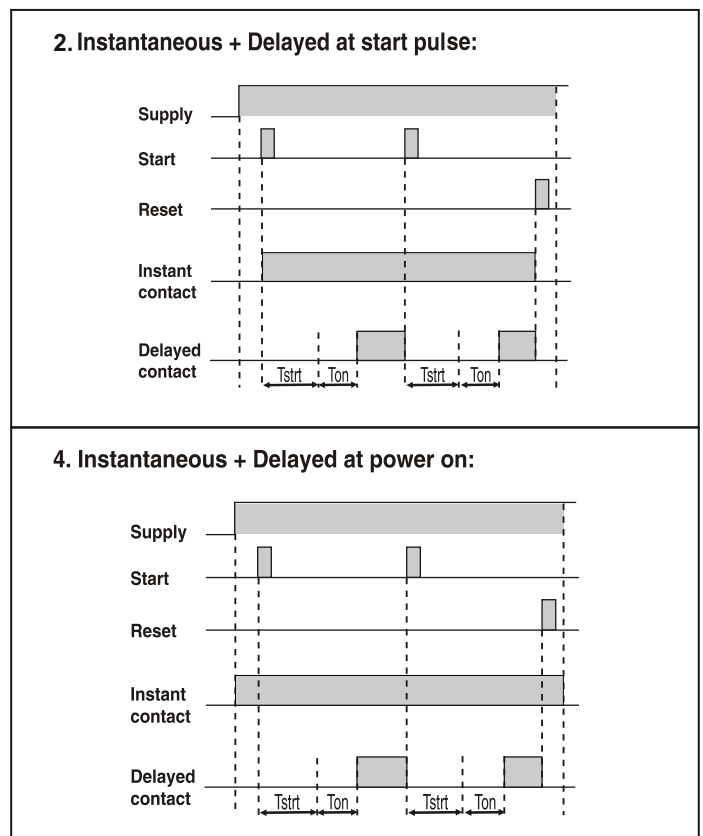 2. Instantaneous + Delayed at start pulse:
Supply
Start
Reset
Instant
contact
Delayed
contact
Tstrt Ton Tstrt Ton
4. Instantaneous + Delayed at power on:
Supply
Start
Reset
Instant
contact
Delayed
contact
Tstrt Ton Tstrt Ton